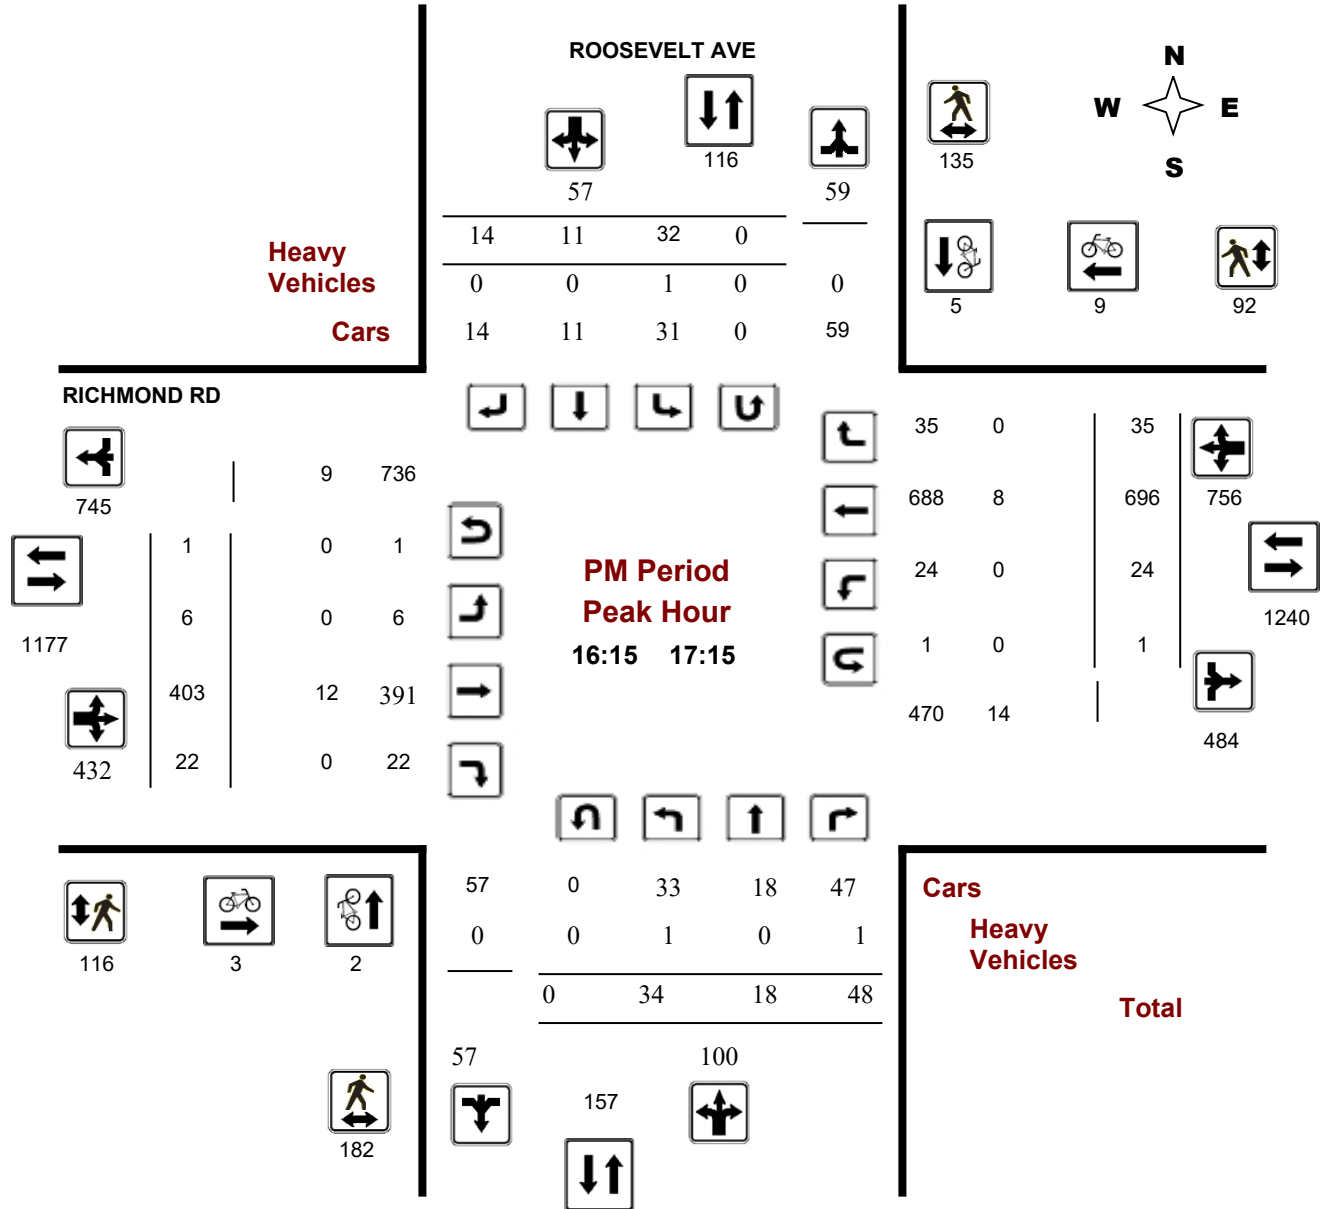 ROOSEVELT AVE
N
W E
S
116
135
57 59
14 11 32 0
Heavy
Vehicles
0 0 1 0 0
5 9 92
Cars
14 11 31 0 59
RICHMOND RD
35 0 35
9 736
745
688 8 696 756
1 0 1
PM Period
24 0 24
Peak Hour
6 0 6
1240
1177
16:15 17:15
1 0 1
403 12 391
470 14
484
432 22 0 22
57 0 33 18 47
Cars
0 0 1 0 1
Heavy
Vehicles
116 3 2
0 34 18 48
Total
57 100
157
182